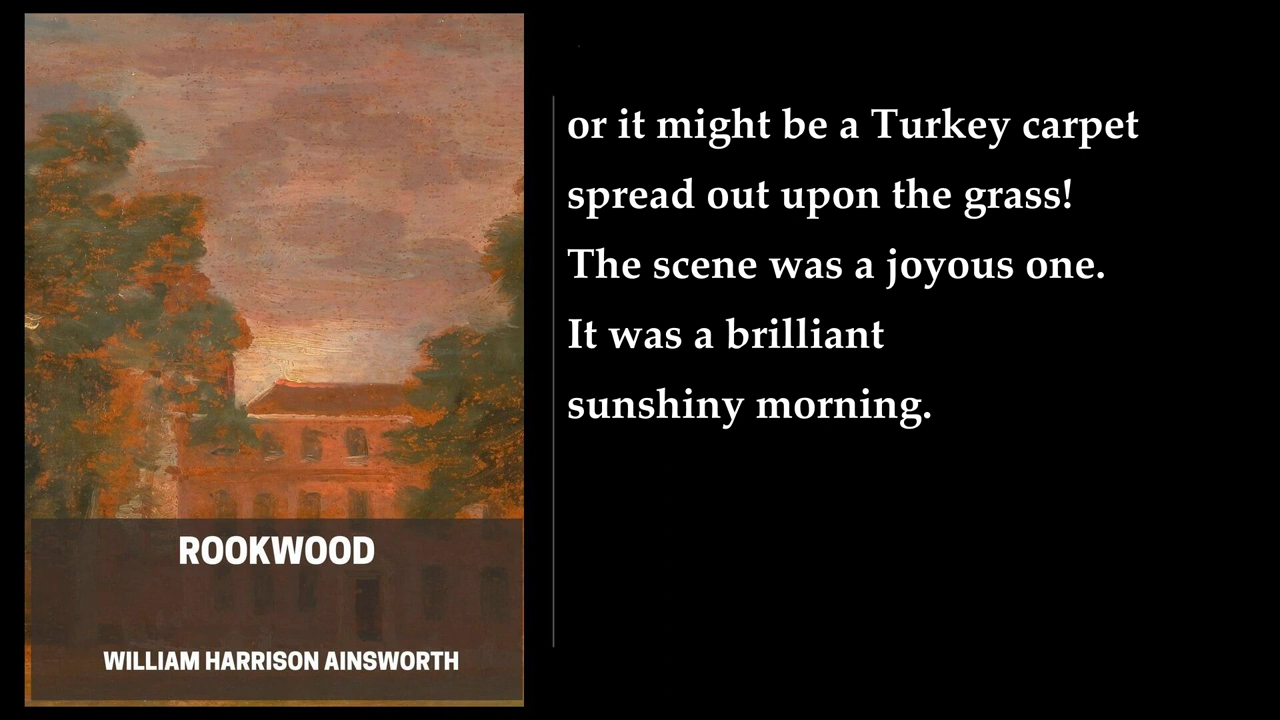 or it might be a Turkey carpet
spread out upon the grass!
The scene was a joyous one.
It was a brilliant
sunshiny morning.
ROOKWOOD
WILLIAM HARRISON AINSWORTH